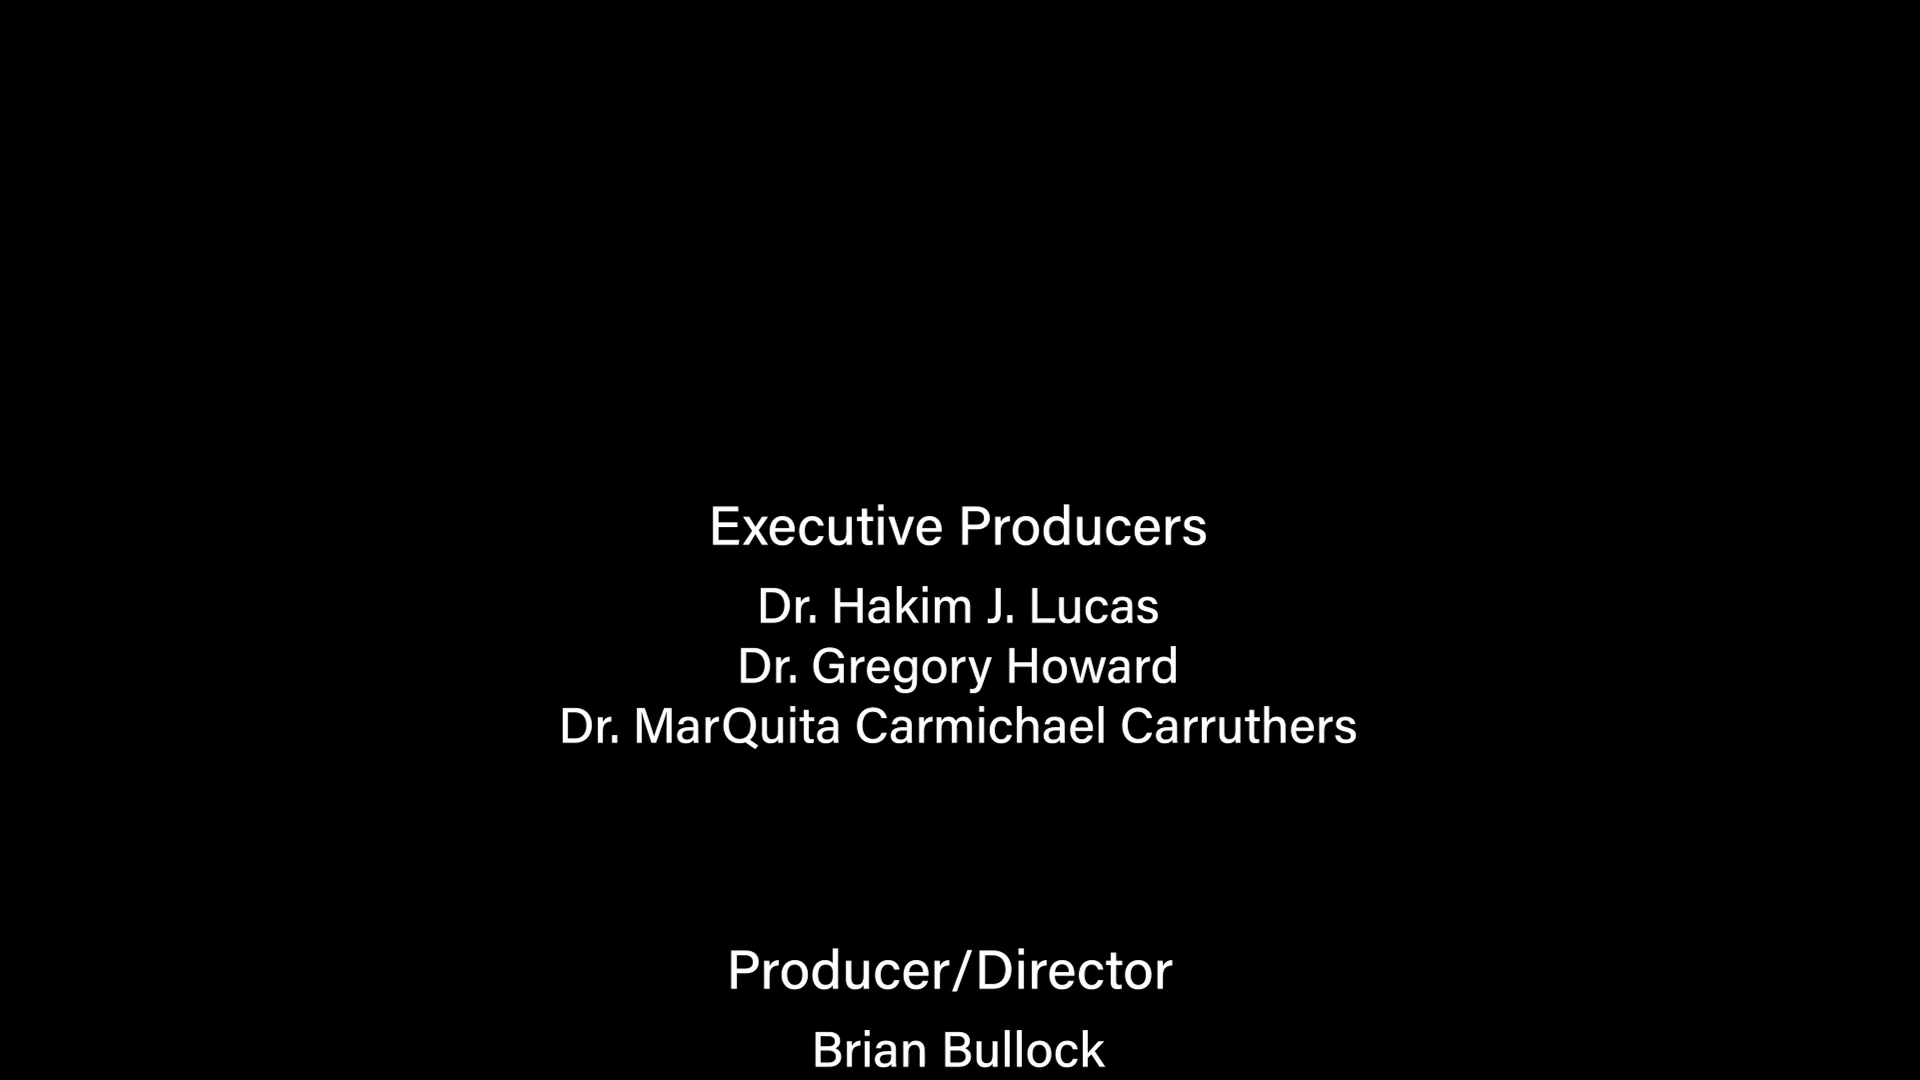 Executive Producers
Dr. Hakim J. Lucas
Dr. Gregory Howard
Dr. MarQuita Carmichael Carruthers
Producer/Director
Brian Bullock